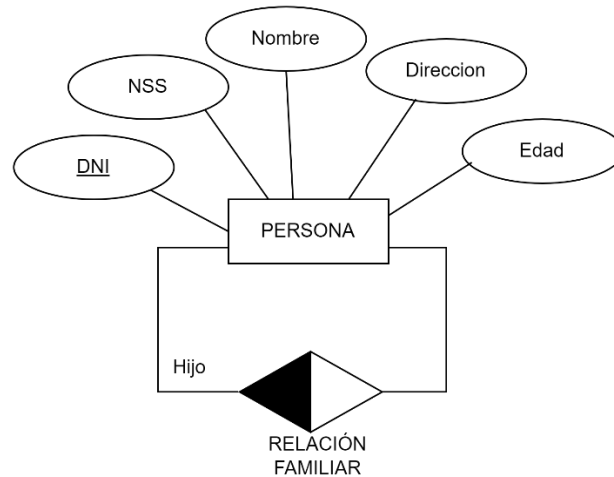 Nombre
NSS
Direccion
DNI
Edad
PERSONA
Hijo
RELACIÓN
FAMILIAR